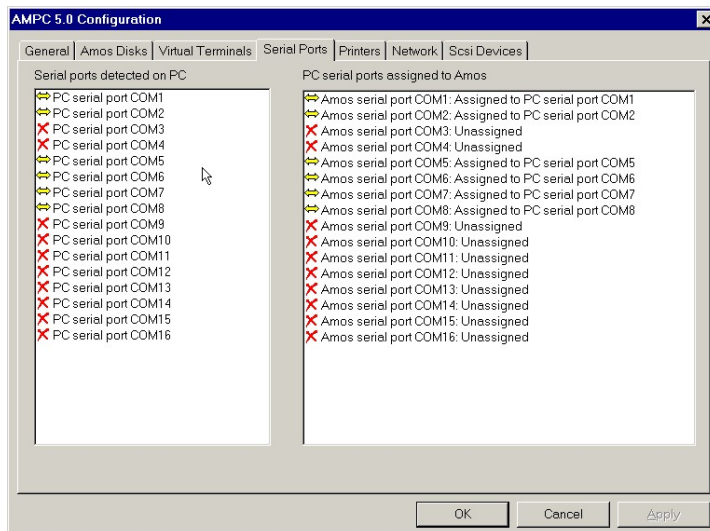 AMPC 5.0 Configuration
General Amos Disks Virtual Terminals Serial Ports Printers Network Scsi Devices
Serial ports detected on PC
PC serial port COM1
PC serial port COM2
PC serial port COM3
PC serial port COM4
PC serial port COM5
PC serial port COM6
PC serial port COM7
PC serial port COM8
PC serial port COM9
PC serial port COM10
PC serial port COM11
PC serial port COM12
PC serial port COM13
PC serial port COM14
PC serial port COM15
PC serial port COM16
PC serial ports assigned to Amos
Amos serial port COM1: Assigned to PC serial port COM1
Amos serial port COM2: Assigned to PC serial port COM2
Amos serial port COM3: Unassigned
Amos serial port COM4: Unassigned
Amos serial port COM5: Assigned to PC serial port COM5
Amos serial port COM6: Assigned to PC serial port COM6
Amos serial port COM7: Assigned to PC serial port COM7
Amos serial port COM8: Assigned to PC serial port COM8
Amos serial port COM9: Unassigned
Amos serial port COM10: Unassigned
Amos serial port COM11: Unassigned
Amos serial port COM12: Unassigned
Amos serial port COM13: Unassigned
Amos serial port COM14: Unassigned
Amos serial port COM15: Unassigned
Amos serial port COM16: Unassigned
OK Cancel Apply